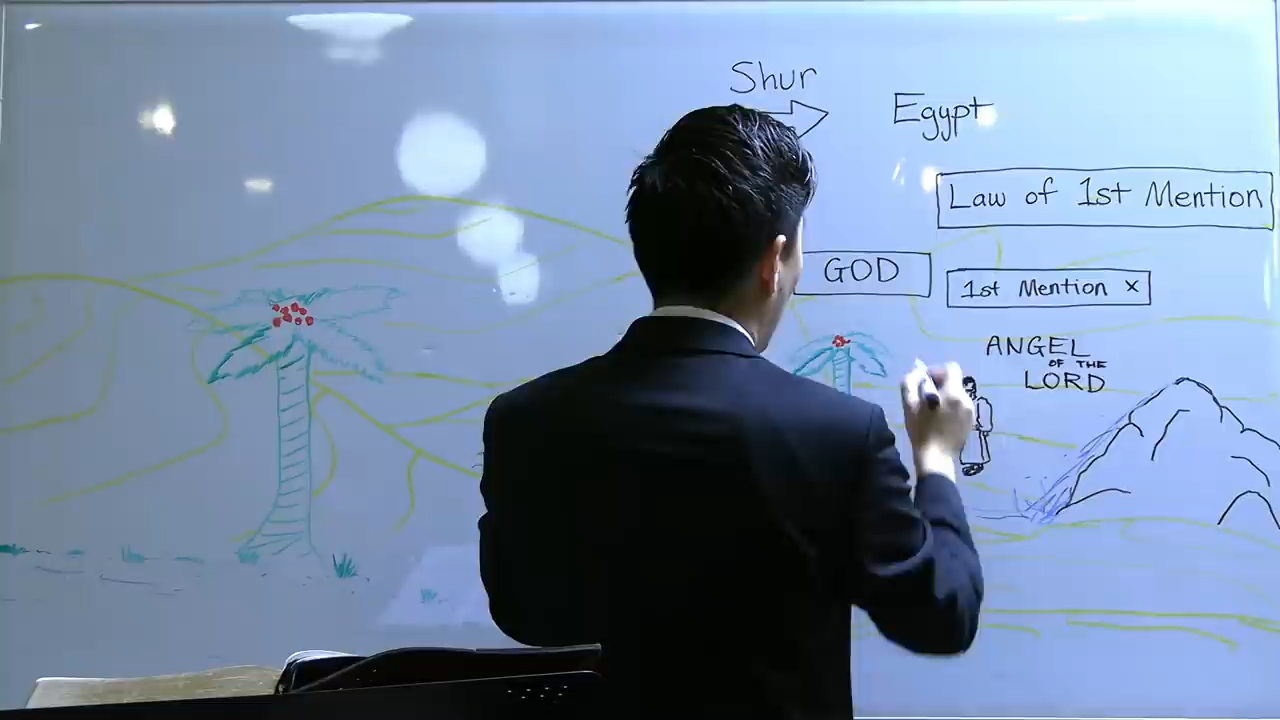 Shur
Egypt
Law of 1st Mention
GOD
1st Mention x
ANGEL
OF THE
LORD